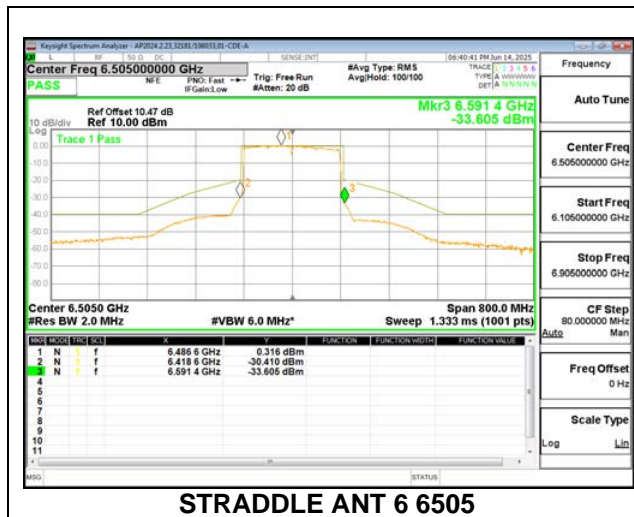 Keysight Spectrum Analyzer - AP2024.2.23,32181/106033,01-CDE-A
L RF 50 Ω DC SENSE:INT 06:40:41 PM Jun 14, 2025
Center Freq 6.505000000 GHz #Avg Type: RMS TRACE 1 2 3 4 5 6 Frequency
PASS NFE PNO: Fast Trig: Free Run Avg|Hold: 100/100 TYPE A WWWWW
IFGain:Low #Atten: 20 dB DET A N N N N N
Mkr3 6.591 4 GHz Auto Tune
Ref Offset 10.47 dB
10 dB/div Ref 10.00 dBm -33.605 dBm
Log Trace 1 Pass
0.00 1
Center Freq
6.505000000 GHz
-10.0
-20.0
2 3
-30.0
Start Freq
6.105000000 GHz
-40.0
-50.0
-60.0
Stop Freq
6.905000000 GHz
-70.0
-80.0
Center 6.5050 GHz Span 800.0 MHz CF Step
#Res BW 2.0 MHz #VBW 6.0 MHz* Sweep 1.333 ms (1001 pts) 80.000000 MHz
Auto Man
MKR MODE TRC SCL X Y FUNCTION FUNCTION WIDTH FUNCTION VALUE
1 N 1 f 6.486 6 GHz 0.316 dBm
2 N 1 f 6.418 6 GHz -30.410 dBm
3 N 1 f 6.591 4 GHz -33.605 dBm
Freq Offset
0 Hz
4
5
6
7
8
9
Scale Type
10
Log Lin
11
MSG STATUS
STRADDLE ANT 6 6505